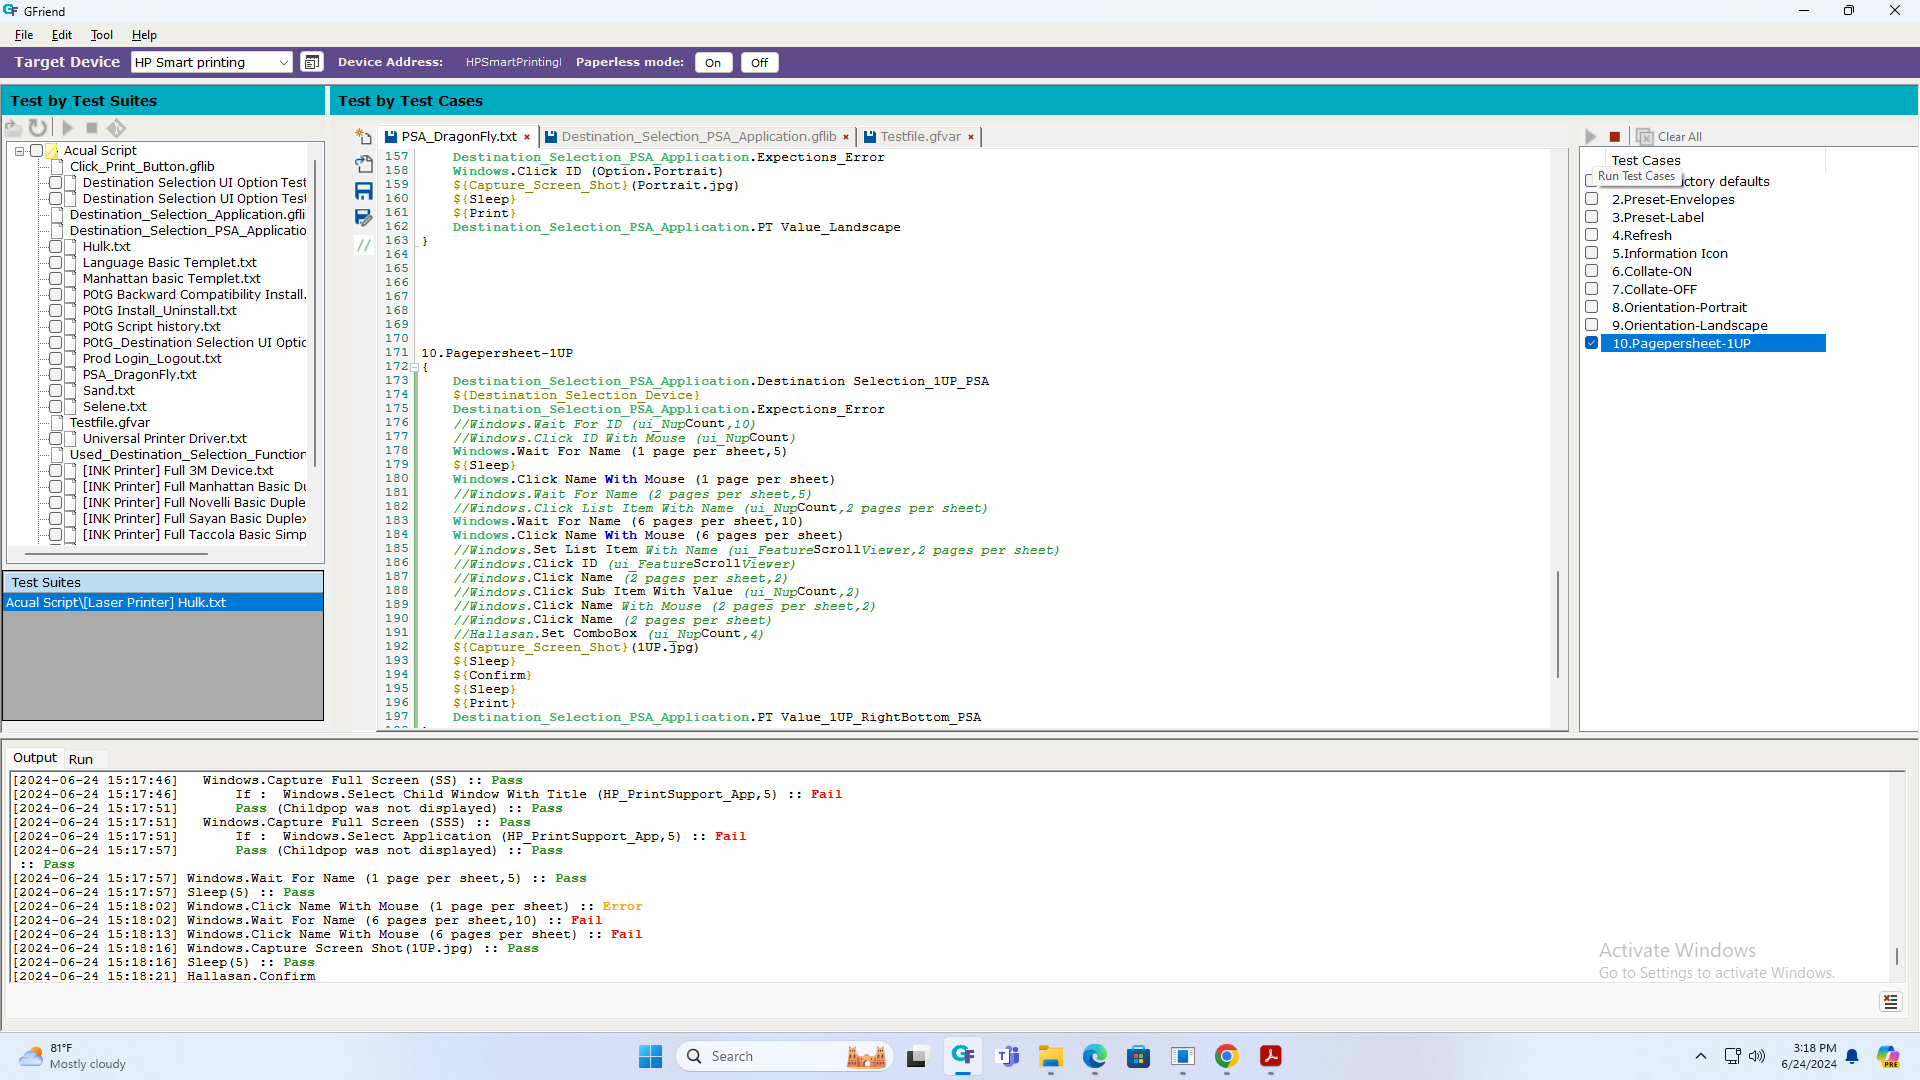 GFriend
File Edit Tool Help
Target Device HP Smart printing Device Address: HPSmartPrintingI Paperless mode: On Off
Test by Test Suites
Acual Script
Click_Print_Button.gflib
Destination Selection UI Option Test
Destination Selection UI Option Test
Destination_Selection_Application.gfli
Destination_Selection_PSA_Applicatio
Hulk.txt
Language Basic Templet.txt
Manhattan basic Templet.txt
POtG Backward Compatibility Install.
POtG Install_Uninstall.txt
POtG Script history.txt
POtG_Destination Selection UI Optic
Prod Login_Logout.txt
PSA_DragonFly.txt
Sand.txt
Selene.txt
Testfile.gfvar
Universal Printer Driver.txt
Used_Destination_Selection_Function
[INK Printer] Full 3M Device.txt
[INK Printer] Full Manhattan Basic Du
[INK Printer] Full Novelli Basic Duple
[INK Printer] Full Sayan Basic Duplex
[INK Printer] Full Taccola Basic Simp
Test Suites
Acual Script\[Laser Printer] Hulk.txt
Test by Test Cases
PSA_DragonFly.txt × Destination_Selection_PSA_Application.gflib × Testfile.gfvar ×
157 Destination_Selection_PSA_Application.Expections_Error
158 Windows.Click ID (Option.Portrait)
159 ${Capture_Screen_Shot}(Portrait.jpg)
160 ${Sleep}
161 ${Print}
162 Destination_Selection_PSA_Application.PT Value_Landscape
163 }
164
165
166
167
168
169
170
171 10.Pagepersheet-1UP
172 {
173 Destination_Selection_PSA_Application.Destination Selection_1UP_PSA
174 ${Destination_Selection_Device}
175 Destination_Selection_PSA_Application.Expections_Error
176 //Windows.Wait For ID (ui_NupCount,10)
177 //Windows.Click ID With Mouse (ui_NupCount)
178 Windows.Wait For Name (1 page per sheet,5)
179 ${Sleep}
180 Windows.Click Name With Mouse (1 page per sheet)
181 //Windows.Wait For Name (2 pages per sheet,5)
182 //Windows.Click List Item With Name (ui_NupCount,2 pages per sheet)
183 Windows.Wait For Name (6 pages per sheet,10)
184 Windows.Click Name With Mouse (6 pages per sheet)
185 //Windows.Set List Item With Name (ui_FeatureScrollViewer,2 pages per sheet)
186 //Windows.Click ID (ui_FeatureScrollViewer)
187 //Windows.Click Name (2 pages per sheet,2)
188 //Windows.Click Sub Item With Value (ui_NupCount,2)
189 //Windows.Click Name With Mouse (2 pages per sheet,2)
190 //Windows.Click Name (2 pages per sheet)
191 //Hallasan.Set ComboBox (ui_NupCount,4)
192 ${Capture_Screen_Shot}(1UP.jpg)
193 ${Sleep}
194 ${Confirm}
195 ${Sleep}
196 ${Print}
197 Destination_Selection_PSA_Application.PT Value_1UP_RightBottom_PSA
Clear All
Test Cases
Run Test Cases
ctory defaults
2.Preset-Envelopes
3.Preset-Label
4.Refresh
5.Information Icon
6.Collate-ON
7.Collate-OFF
8.Orientation-Portrait
9.Orientation-Landscape
10.Pagepersheet-1UP
Output Run
[2024-06-24 15:17:46] Windows.Capture Full Screen (SS) :: Pass
[2024-06-24 15:17:46] If : Windows.Select Child Window With Title (HP_PrintSupport_App,5) :: Fail
[2024-06-24 15:17:51] Pass (Childpop was not displayed) :: Pass
[2024-06-24 15:17:51] Windows.Capture Full Screen (SSS) :: Pass
[2024-06-24 15:17:51] If : Windows.Select Application (HP_PrintSupport_App,5) :: Fail
[2024-06-24 15:17:57] Pass (Childpop was not displayed) :: Pass
:: Pass
[2024-06-24 15:17:57] Windows.Wait For Name (1 page per sheet,5) :: Pass
[2024-06-24 15:17:57] Sleep(5) :: Pass
[2024-06-24 15:18:02] Windows.Click Name With Mouse (1 page per sheet) :: Error
[2024-06-24 15:18:02] Windows.Wait For Name (6 pages per sheet,10) :: Fail
[2024-06-24 15:18:13] Windows.Click Name With Mouse (6 pages per sheet) :: Fail
[2024-06-24 15:18:16] Windows.Capture Screen Shot(1UP.jpg) :: Pass
[2024-06-24 15:18:16] Sleep(5) :: Pass
[2024-06-24 15:18:21] Hallasan.Confirm
Activate Windows
Go to Settings to activate Windows.
81°F
Mostly cloudy
Search
3:18 PM
6/24/2024